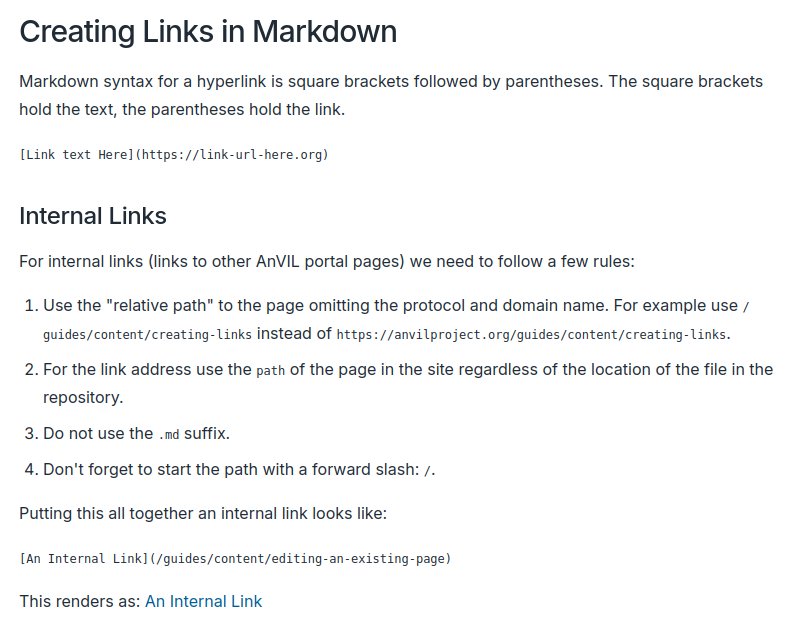 Creating Links in Markdown
Markdown syntax for a hyperlink is square brackets followed by parentheses. The square brackets
hold the text, the parentheses hold the link.
[Link text Here](https://link-url-here.org)
Internal Links
For internal links (links to other AnVIL portal pages) we need to follow a few rules:
1. Use the "relative path" to the page omitting the protocol and domain name. For example use /
guides/content/creating-links instead of https://anvilproject.org/guides/content/creating-links.
2. For the link address use the path of the page in the site regardless of the location of the file in the
repository.
3. Do not use the .md suffix.
4. Don't forget to start the path with a forward slash: /.
Putting this all together an internal link looks like:
[An Internal Link](/guides/content/editing-an-existing-page)
This renders as: An Internal Link